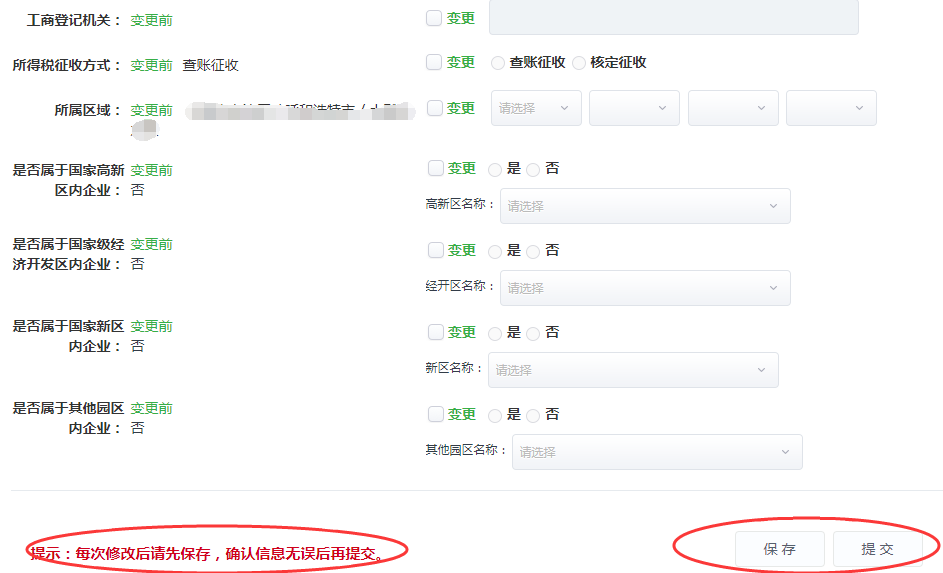 工商登记机关： 变更前 变更
所得税征收方式： 变更前 查账征收 变更 查账征收 核定征收
所属区域： 变更前 变更 请选择
是否属于国家高新 变更前 变更 是 否
区内企业： 否
高新区名称： 请选择
是否属于国家级经 变更前 变更 是 否
济开发区内企业： 否
经开区名称： 请选择
是否属于国家新区 变更前 变更 是 否
内企业： 否
新区名称： 请选择
是否属于其他园区 变更前 变更 是 否
内企业： 否
其他园区名称： 请选择
提示：每次修改后请先保存，确认信息无误后再提交。 保存 提交